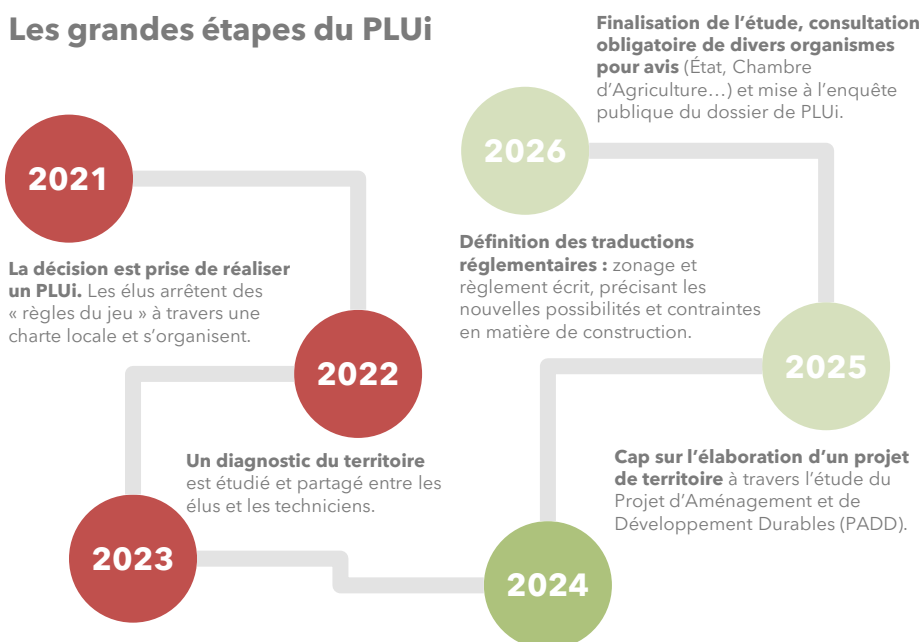 Les grandes étapes du PLUi
2021
La décision est prise de réaliser
un PLUi. Les élus arrêtent des
« règles du jeu » à travers une
charte locale et s’organisent.
2022
Un diagnostic du territoire
est étudié et partagé entre les
élus et les techniciens.
2023
2024
Cap sur l’élaboration d’un projet
de territoire à travers l’étude du
Projet d’Aménagement et de
Développement Durables (PADD).
2025
Définition des traductions
réglementaires : zonage et
règlement écrit, précisant les
nouvelles possibilités et contraintes
en matière de construction.
2026
Finalisation de l’étude, consultation
obligatoire de divers organismes
pour avis (État, Chambre
d’Agriculture…) et mise à l’enquête
publique du dossier de PLUi.